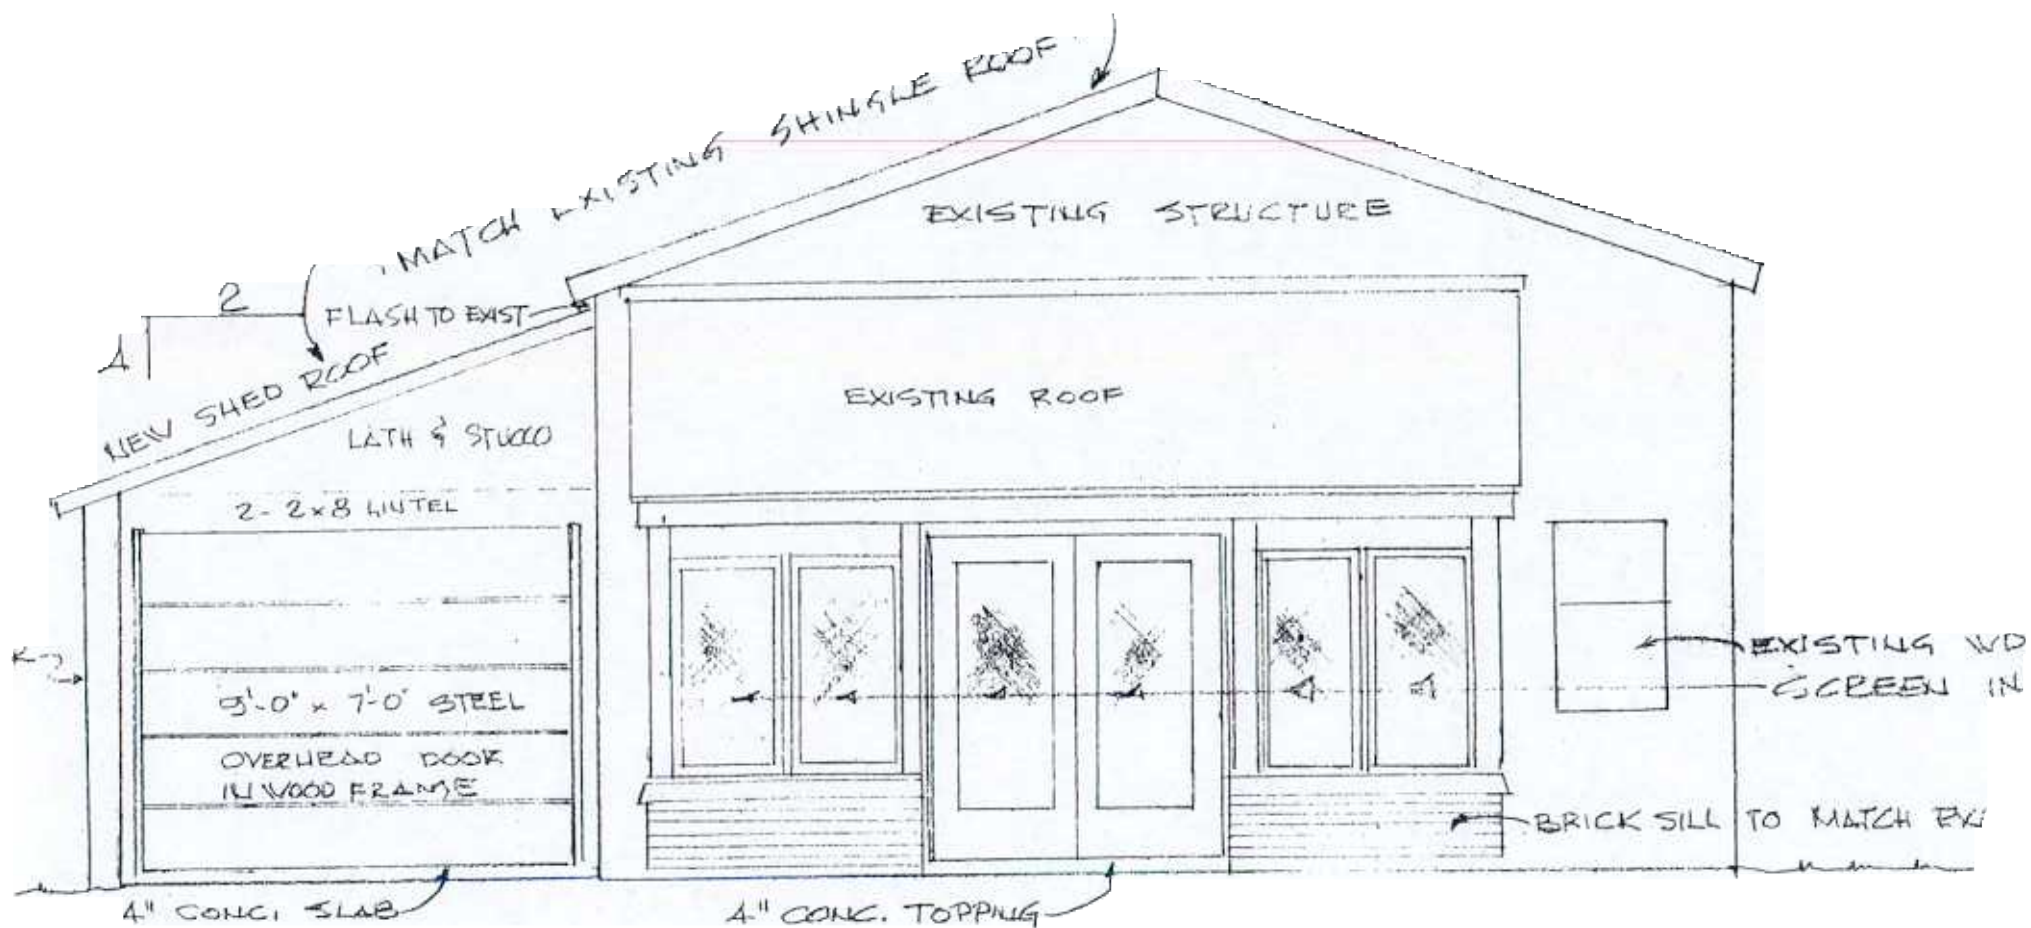 MATCH EXISTING SHINGLE ROOF
EXISTING STRUCTURE
2
FLASH TO EXIST
4
NEW SHED ROOF
EXISTING ROOF
LATH & STUCCO
2- 2x8 LINTEL
EXISTING WD
SCREEN IN
9'-0" x 7'-0" STEEL
OVERHEAD DOOR
IN WOOD FRAME
BRICK SILL TO MATCH
4" CONC. SLAB
4" CONC. TOPPING